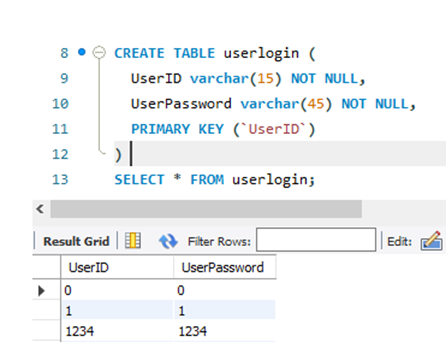 8 CREATE TABLE userlogin (
9 UserID varchar(15) NOT NULL,
10 UserPassword varchar(45) NOT NULL,
11 PRIMARY KEY (`UserID`)
12 )
13 SELECT * FROM userlogin;
Result Grid Filter Rows: Edit:
UserID UserPassword
0 0
1 1
1234 1234